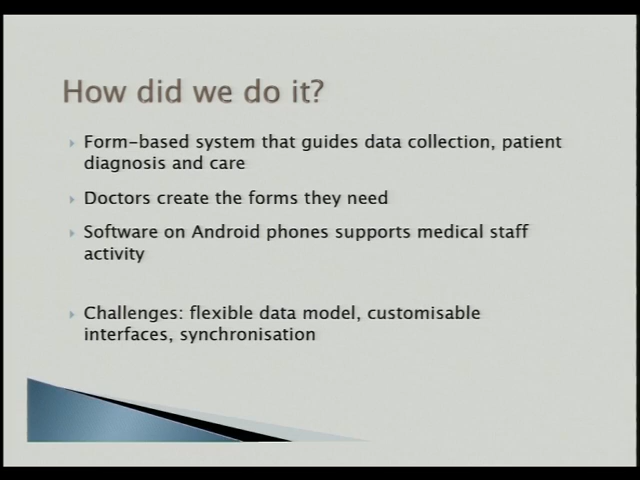 How did we do it?
Form-based system that guides data collection, patient
diagnosis and care
Doctors create the forms they need
Software on Android phones supports medical staff
activity
Challenges: flexible data model, customisable
interfaces, synchronisation